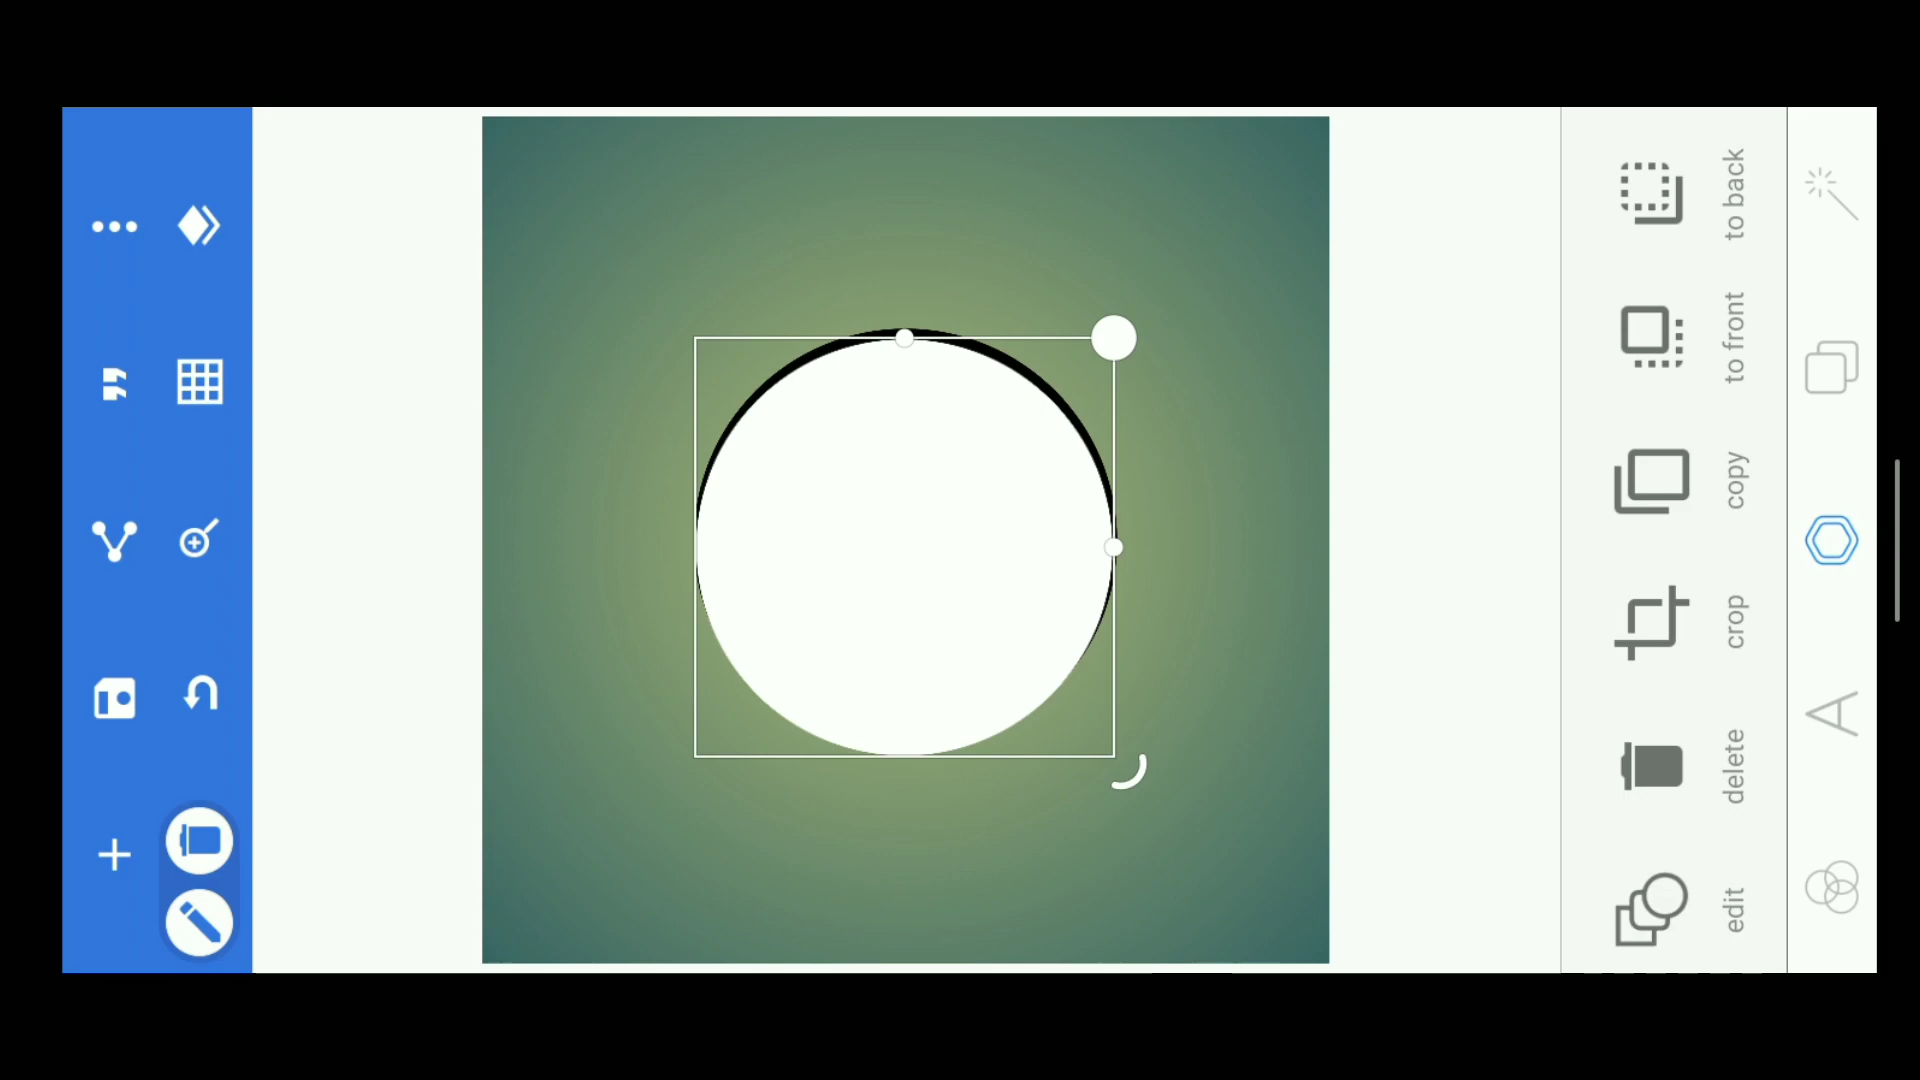 edit
delete
crop
copy
to front
to back